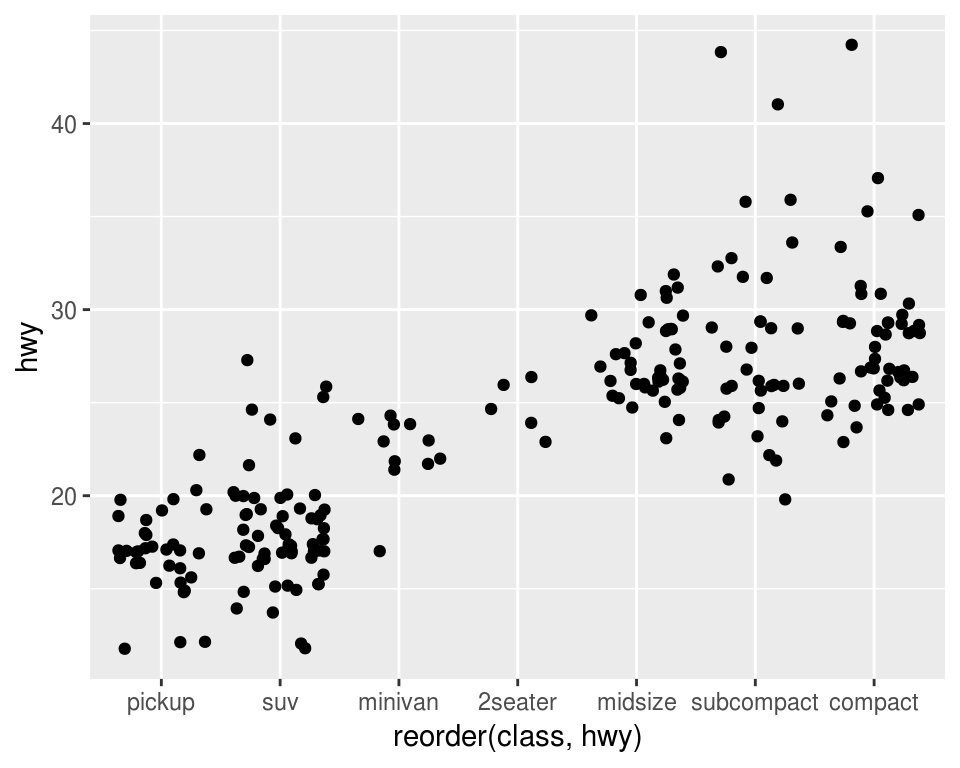 40
30
20
hwy
pickup suv minivan 2seater midsize subcompact compact
reorder(class, hwy)